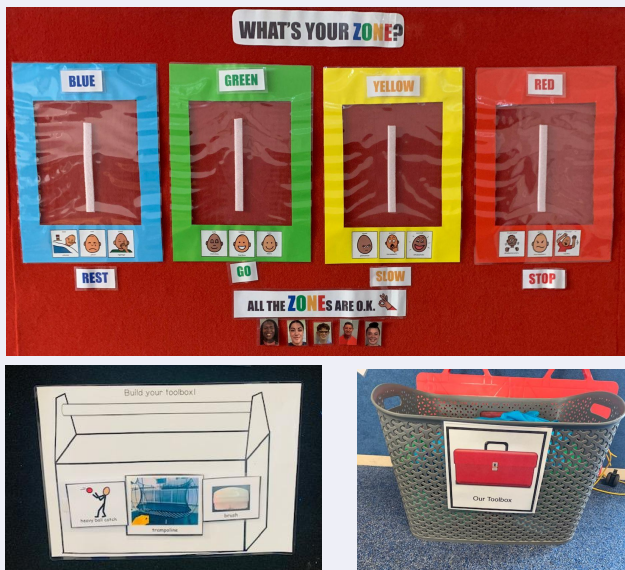 WHAT'S YOUR ZONE?
BLUE
GREEN
YELLOW
RED
REST
GO
SLOW
STOP
ALL THE ZONES ARE O.K.
Build your toolbox!
heavy ball catch
trampoline
brush
Our Toolbox